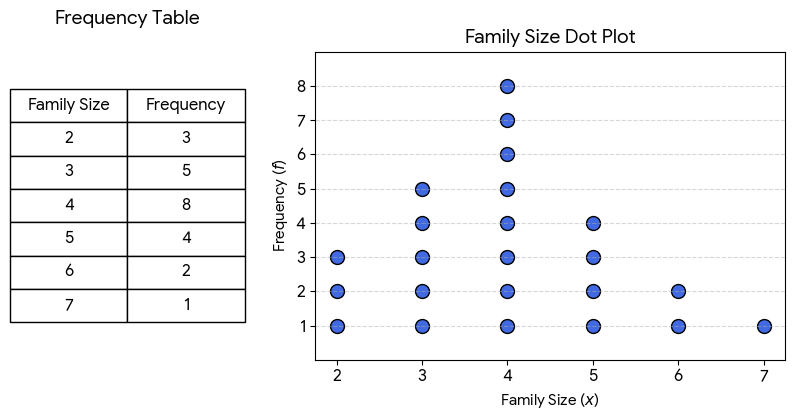 Frequency Table
Family Size Frequency
2 3
3 5
4 8
5 4
6 2
7 1
Family Size Dot Plot
Frequency (f)
8
7
6
5
4
3
2
1
2 3 4 5 6 7
Family Size (x)